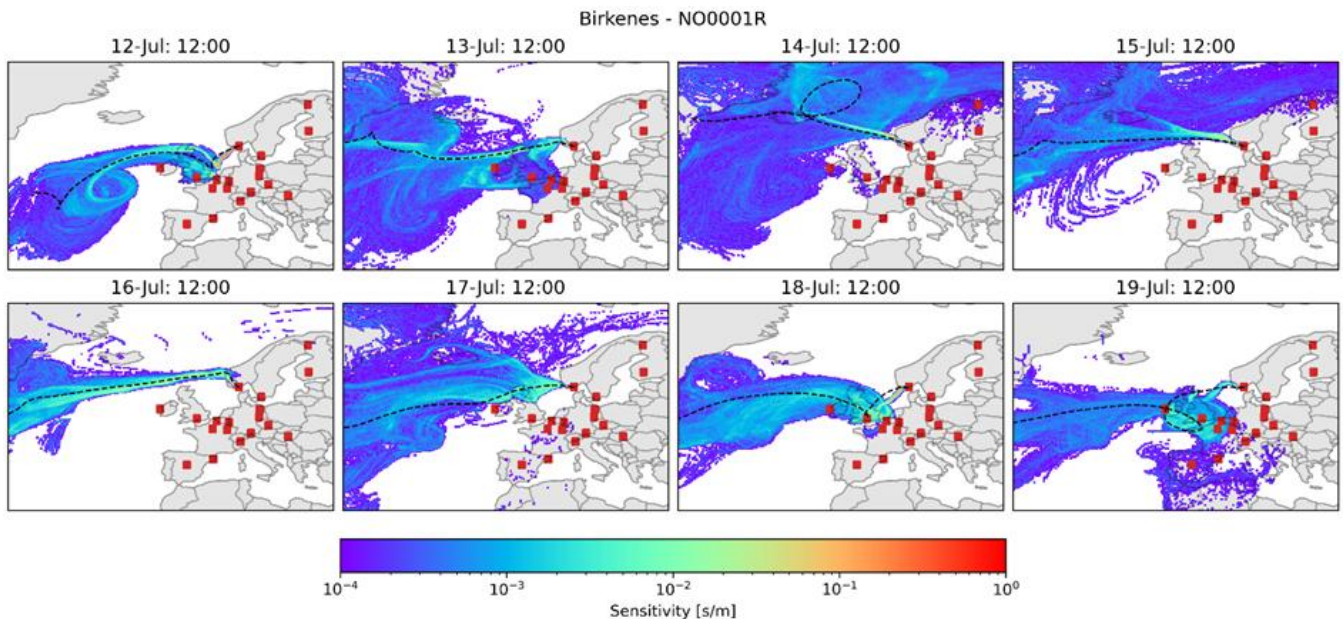 Birkenes - NO0001R
12-Jul: 12:00
13-Jul: 12:00
14-Jul: 12:00
15-Jul: 12:00
16-Jul: 12:00
17-Jul: 12:00
18-Jul: 12:00
19-Jul: 12:00
10⁻⁴
10⁻³
10⁻²
10⁻¹
10⁰
Sensitivity [s/m]